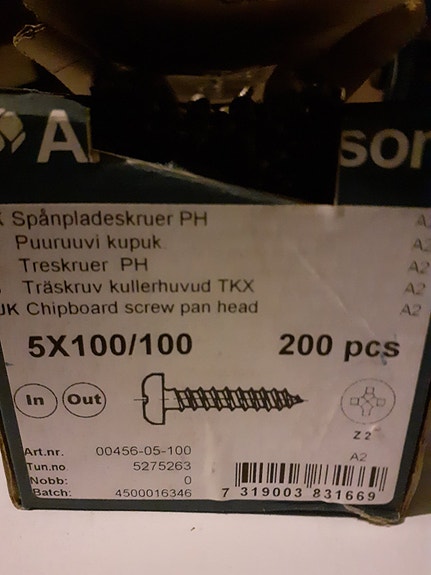 A
son
Spånpladeskruer PH A2
Puuruuvi kupuk A2
Treskruer PH A2
Träskruv kullerhuvud TKX A2
UK Chipboard screw pan head A2
5X100/100 200 pcs
In Out
Z 2
A2
Art.nr. 00456-05-100
Tun.no 5275263
Nobb: 0
Batch: 4500016346
7 319003 831669